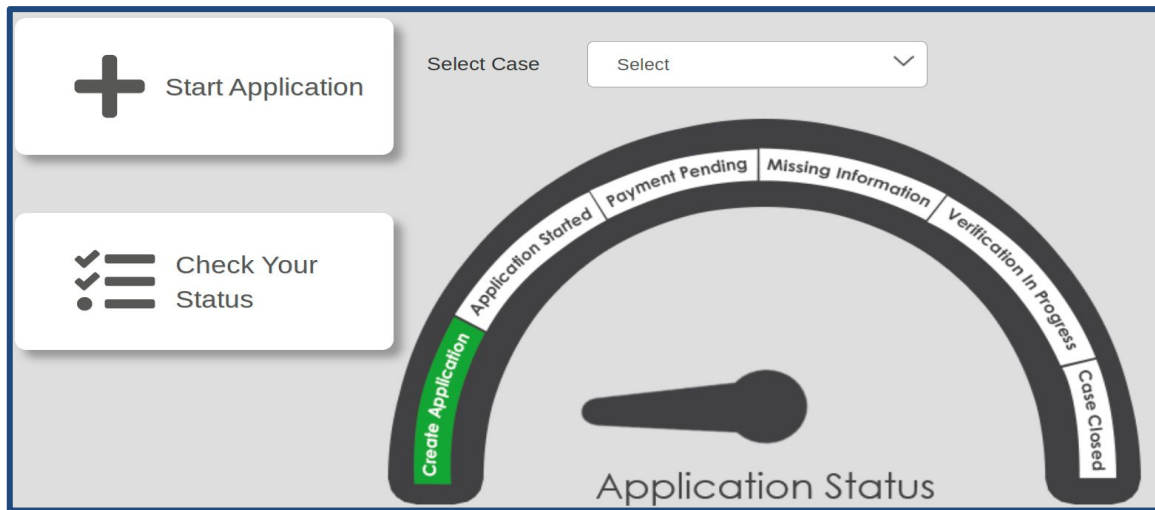 Start Application
Select Case
Select
Check Your
Status
Create Application
Application Started
Payment Pending
Missing Information
Verification In Progress
Case Closed
Application Status